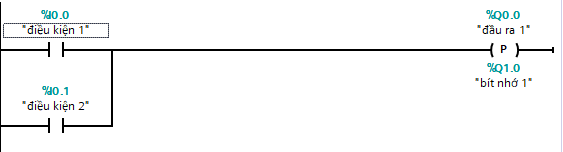 %I0.0
"điều kiện 1"
%Q0.0
"đầu ra 1"
P
%Q1.0
"bít nhớ 1"
%I0.1
"điều kiện 2"